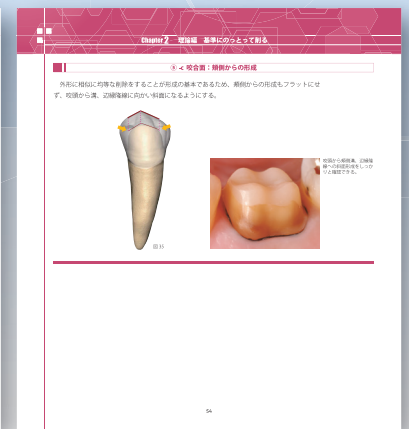 Chapter 2 理論編 基準にのっとって削る
⑨-c 咬合面：頬側からの形成
外形に相似に均等な削除をすることが形成の基本であるため、頬側からの形成もフラットにせ
ず、咬頭から溝、辺縁隆線に向かい斜面になるようにする。
咬頭から頬側溝、辺縁隆
線への斜面形成をしっか
りと確認できる。
図35
54